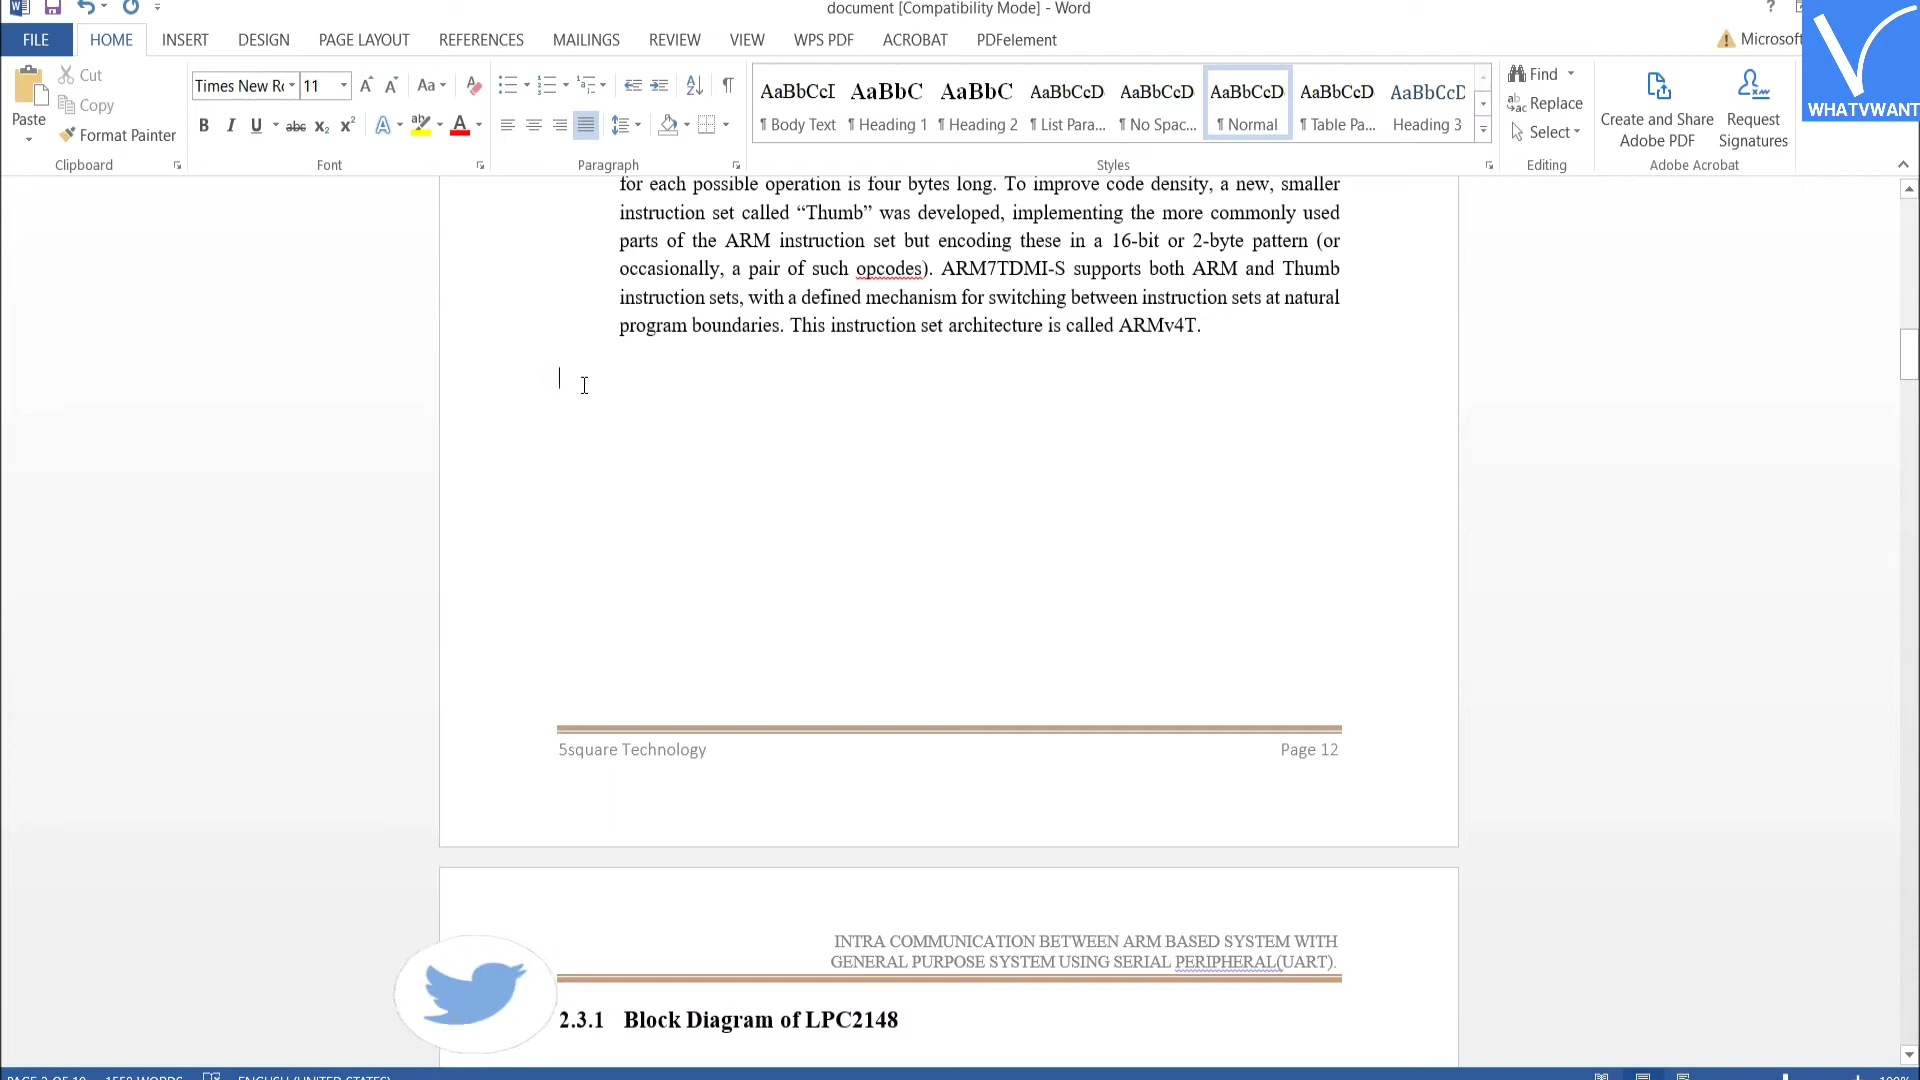 document [Compatibility Mode] - Word
?
FILE
HOME
INSERT
DESIGN
PAGE LAYOUT
REFERENCES
MAILINGS
REVIEW
VIEW
WPS PDF
ACROBAT
PDFelement
Microsoft
WHATVWANT
Paste
Cut
Copy
Format Painter
Clipboard
Times New Ro
11
Font
Paragraph
AaBbCcI
¶ Body Text
AaBbC
¶ Heading 1
AaBbC
¶ Heading 2
AaBbCcD
¶ List Para...
AaBbCcD
¶ No Spac...
AaBbCcD
¶ Normal
AaBbCcD
¶ Table Pa...
AaBbCcD
Heading 3
Styles
Find
Replace
Select
Editing
Create and Share
Adobe PDF
Request
Signatures
Adobe Acrobat
for each possible operation is four bytes long. To improve code density, a new, smaller
instruction set called “Thumb” was developed, implementing the more commonly used
parts of the ARM instruction set but encoding these in a 16-bit or 2-byte pattern (or
occasionally, a pair of such opcodes). ARM7TDMI-S supports both ARM and Thumb
instruction sets, with a defined mechanism for switching between instruction sets at natural
program boundaries. This instruction set architecture is called ARMv4T.
5square Technology
Page 12
INTRA COMMUNICATION BETWEEN ARM BASED SYSTEM WITH
GENERAL PURPOSE SYSTEM USING SERIAL PERIPHERAL(UART).
2.3.1 Block Diagram of LPC2148
ENGLISH (UNITED STATES)